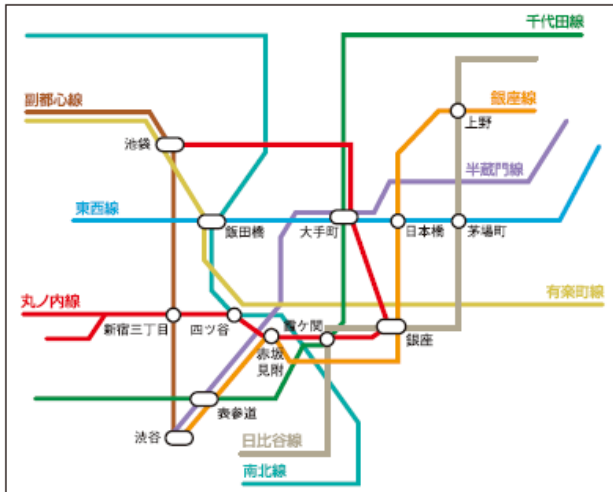 千代田線
副都心線
銀座線
上野
池袋
半蔵門線
東西線
飯田橋
大手町
日本橋
茅場町
有楽町線
丸ノ内線
新宿三丁目
四ツ谷
霞ケ関
銀座
赤坂
見附
表参道
渋谷
日比谷線
南北線